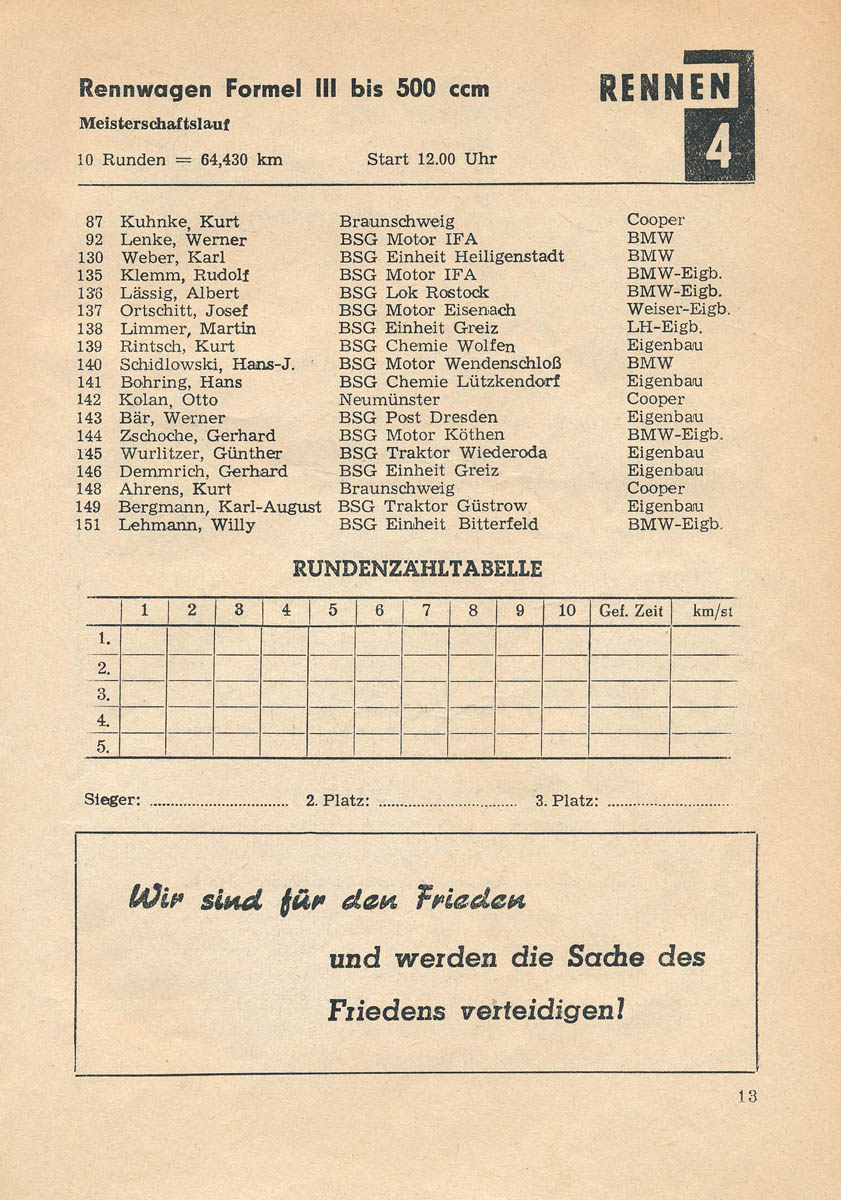 Rennwagen Formel III bis 500 ccm
RENNEN 4
Meisterschaftslauf
10 Runden = 64,430 km Start 12.00 Uhr
87 Kuhnke, Kurt Braunschweig Cooper
92 Lenke, Werner BSG Motor IFA BMW
130 Weber, Karl BSG Einheit Heiligenstadt BMW
135 Klemm, Rudolf BSG Motor IFA BMW-Eigb.
136 Lässig, Albert BSG Lok Rostock BMW-Eigb.
137 Ortschitt, Josef BSG Motor Eisenach Weiser-Eigb.
138 Limmer, Martin BSG Einheit Greiz LH-Eigb.
139 Rintsch, Kurt BSG Chemie Wolfen Eigenbau
140 Schidlowski, Hans-J. BSG Motor Wendenschloß BMW
141 Bohring, Hans BSG Chemie Lützkendorf Eigenbau
142 Kolan, Otto Neumünster Cooper
143 Bär, Werner BSG Post Dresden Eigenbau
144 Zschoche, Gerhard BSG Motor Köthen BMW-Eigb.
145 Wurlitzer, Günther BSG Traktor Wiederoda Eigenbau
146 Demmrich, Gerhard BSG Einheit Greiz Eigenbau
148 Ahrens, Kurt Braunschweig Cooper
149 Bergmann, Karl-August BSG Traktor Güstrow Eigenbau
151 Lehmann, Willy BSG Einheit Bitterfeld BMW-Eigb.
RUNDENZÄHLTABELLE
1 2 3 4 5 6 7 8 9 10 Gef. Zeit km/st
1.
2.
3.
4.
5.
Sieger: ................................ 2. Platz: ................................ 3. Platz: .............................
Wir sind für den Frieden
und werden die Sache des
Friedens verteidigen!
13